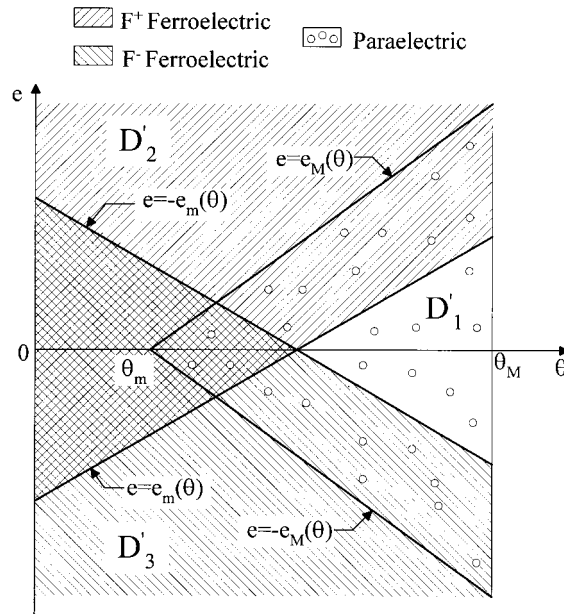 F⁺ Ferroelectric
Paraelectric
F⁻ Ferroelectric
e
D'₂
e=e_M(θ)
e=-e_m(θ)
D'₁
0
θ_m
θ_M
θ
e=e_m(θ)
e=-e_M(θ)
D'₃